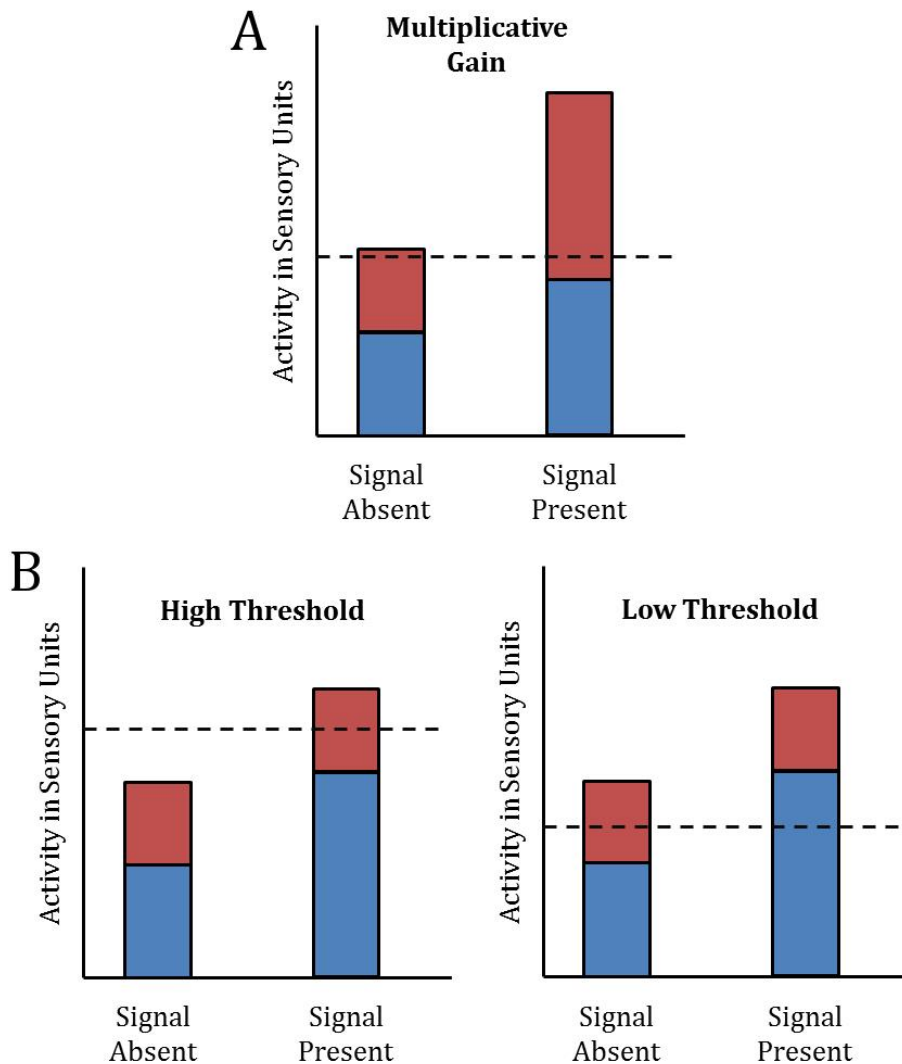 A
Multiplicative
Gain
Activity in Sensory Units
Signal
Absent
Signal
Present
B
High Threshold
Activity in Sensory Units
Signal
Absent
Signal
Present
Low Threshold
Activity in Sensory Units
Signal
Absent
Signal
Present